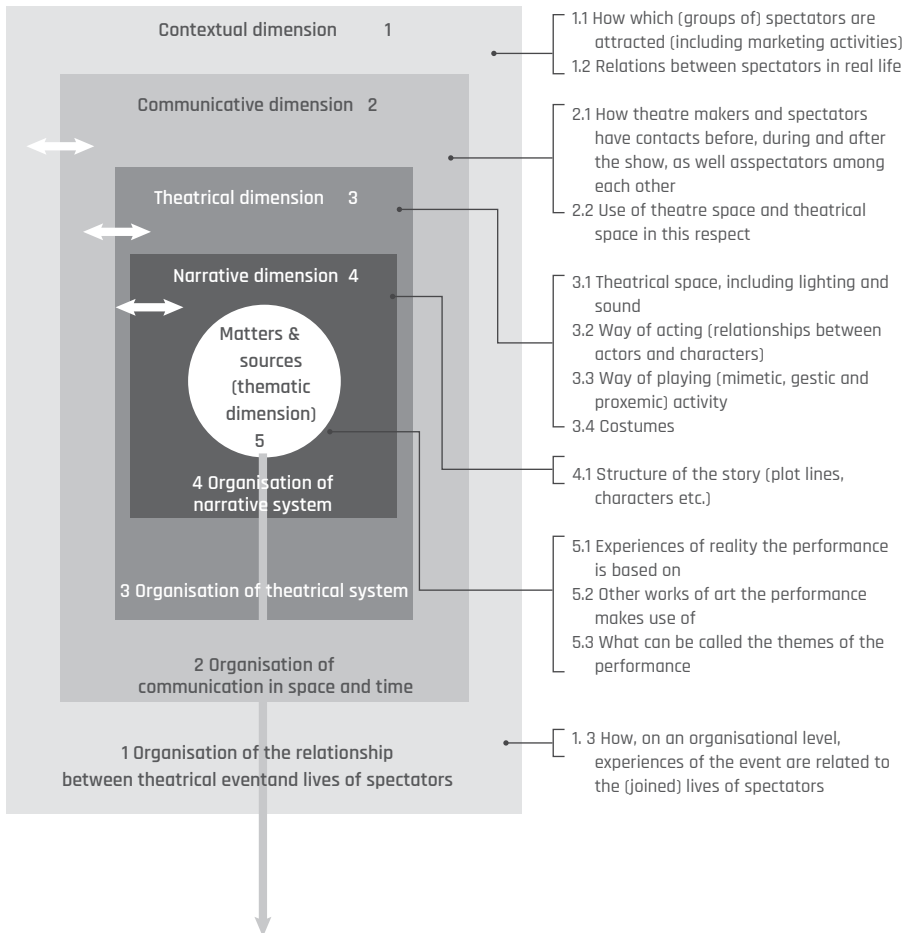 Contextual dimension 1
Communicative dimension 2
Theatrical dimension 3
Narrative dimension 4
Matters &
sources
(thematic
dimension)
5
4 Organisation of
narrative system
3 Organisation of theatrical system
2 Organisation of
communication in space and time
1 Organisation of the relationship
between theatrical eventand lives of spectators
1.1 How which (groups of) spectators are
attracted (including marketing activities)
1.2 Relations between spectators in real life
2.1 How theatre makers and spectators
have contacts before, during and after
the show, as well asspectators among
each other
2.2 Use of theatre space and theatrical
space in this respect
3.1 Theatrical space, including lighting and
sound
3.2 Way of acting (relationships between
actors and characters)
3.3 Way of playing (mimetic, gestic and
proxemic) activity
3.4 Costumes
4.1 Structure of the story (plot lines,
characters etc.)
5.1 Experiences of reality the performance
is based on
5.2 Other works of art the performance
makes use of
5.3 What can be called the themes of the
performance
1. 3 How, on an organisational level,
experiences of the event are related to
the (joined) lives of spectators